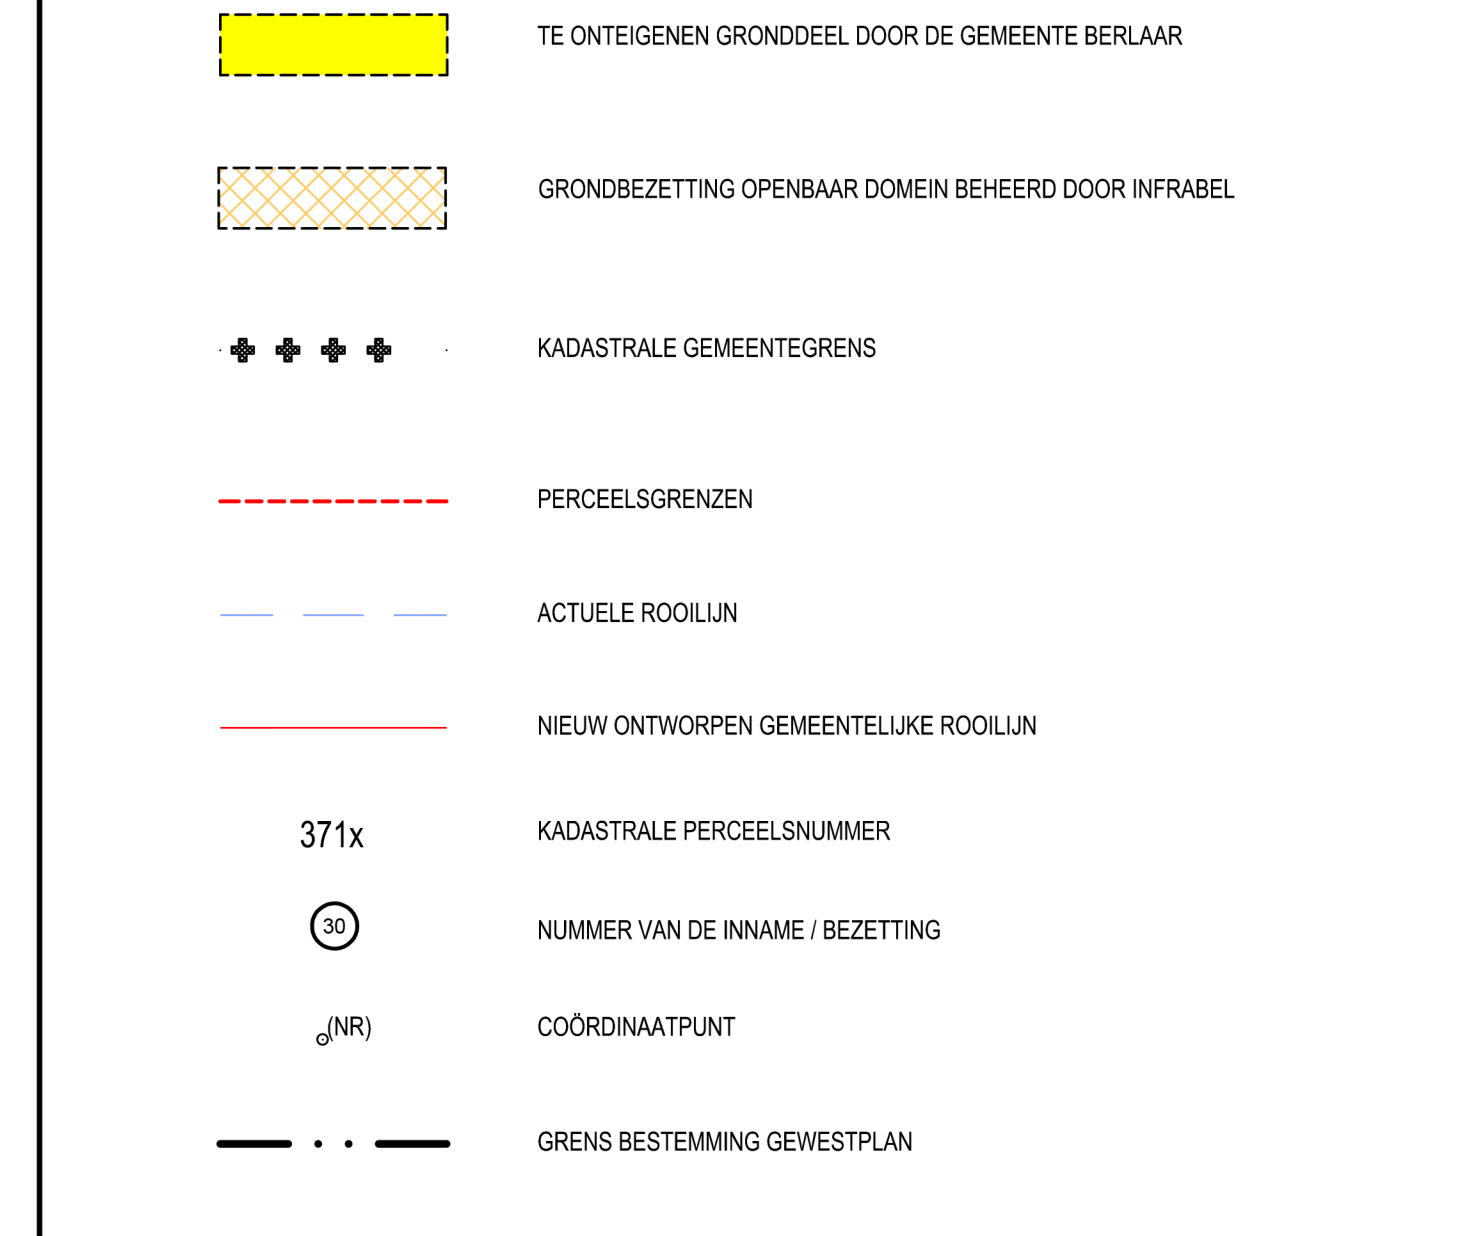 TE ONTEIGENEN GRONDDEEL DOOR DE GEMEENTE BERLAAR
GRONDBEZETTING OPENBAAR DOMEIN BEHEERD DOOR INFRABEL
KADASTRALE GEMEENTEGRENS
PERCEELSGRENZEN
ACTUELE ROOILIJN
NIEUW ONTWORPEN GEMEENTELIJKE ROOILIJN
371x KADASTRALE PERCEELSNUMMER
30 NUMMER VAN DE INNAME / BEZETTING
(NR) COÖRDINAATPUNT
GRENS BESTEMMING GEWESTPLAN